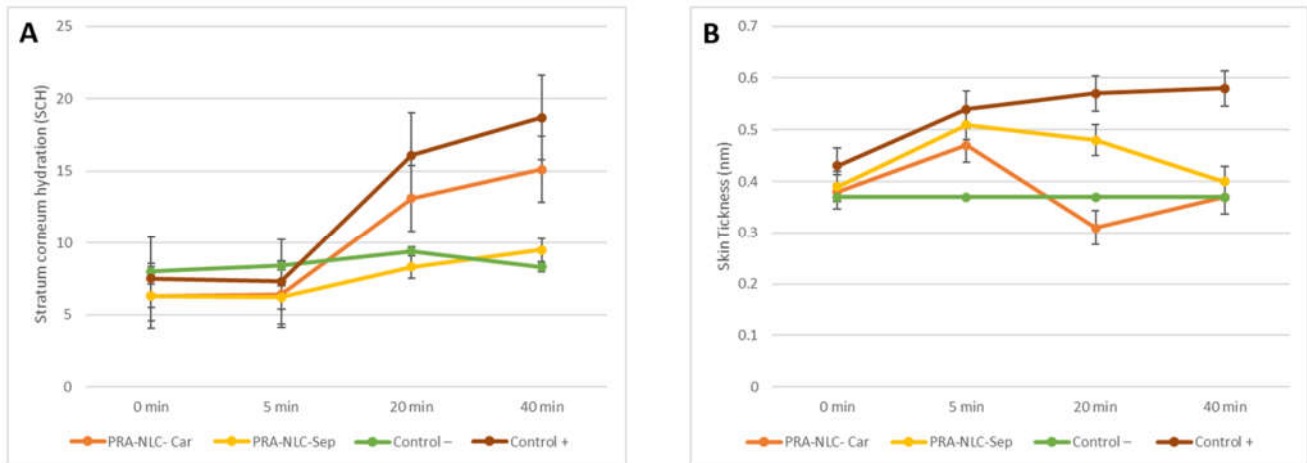 A
25
20
15
10
5
0
Stratum corneum hydration (SCH)
0 min 5 min 20 min 40 min
PRA-NLC- Car PRA-NLC-Sep Control – Control +
B
0.7
0.6
0.5
0.4
0.3
0.2
0.1
0
Skin Tickness (nm)
0 min 5 min 20 min 40 min
PRA-NLC- Car PRA-NLC-Sep Control – Control +